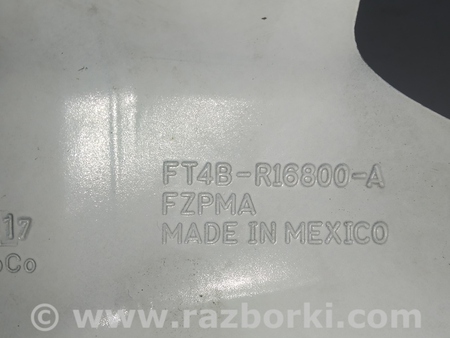 FT4B-R16800-A
FZPMA
MADE IN MEXICO
17
© www.razborki.com